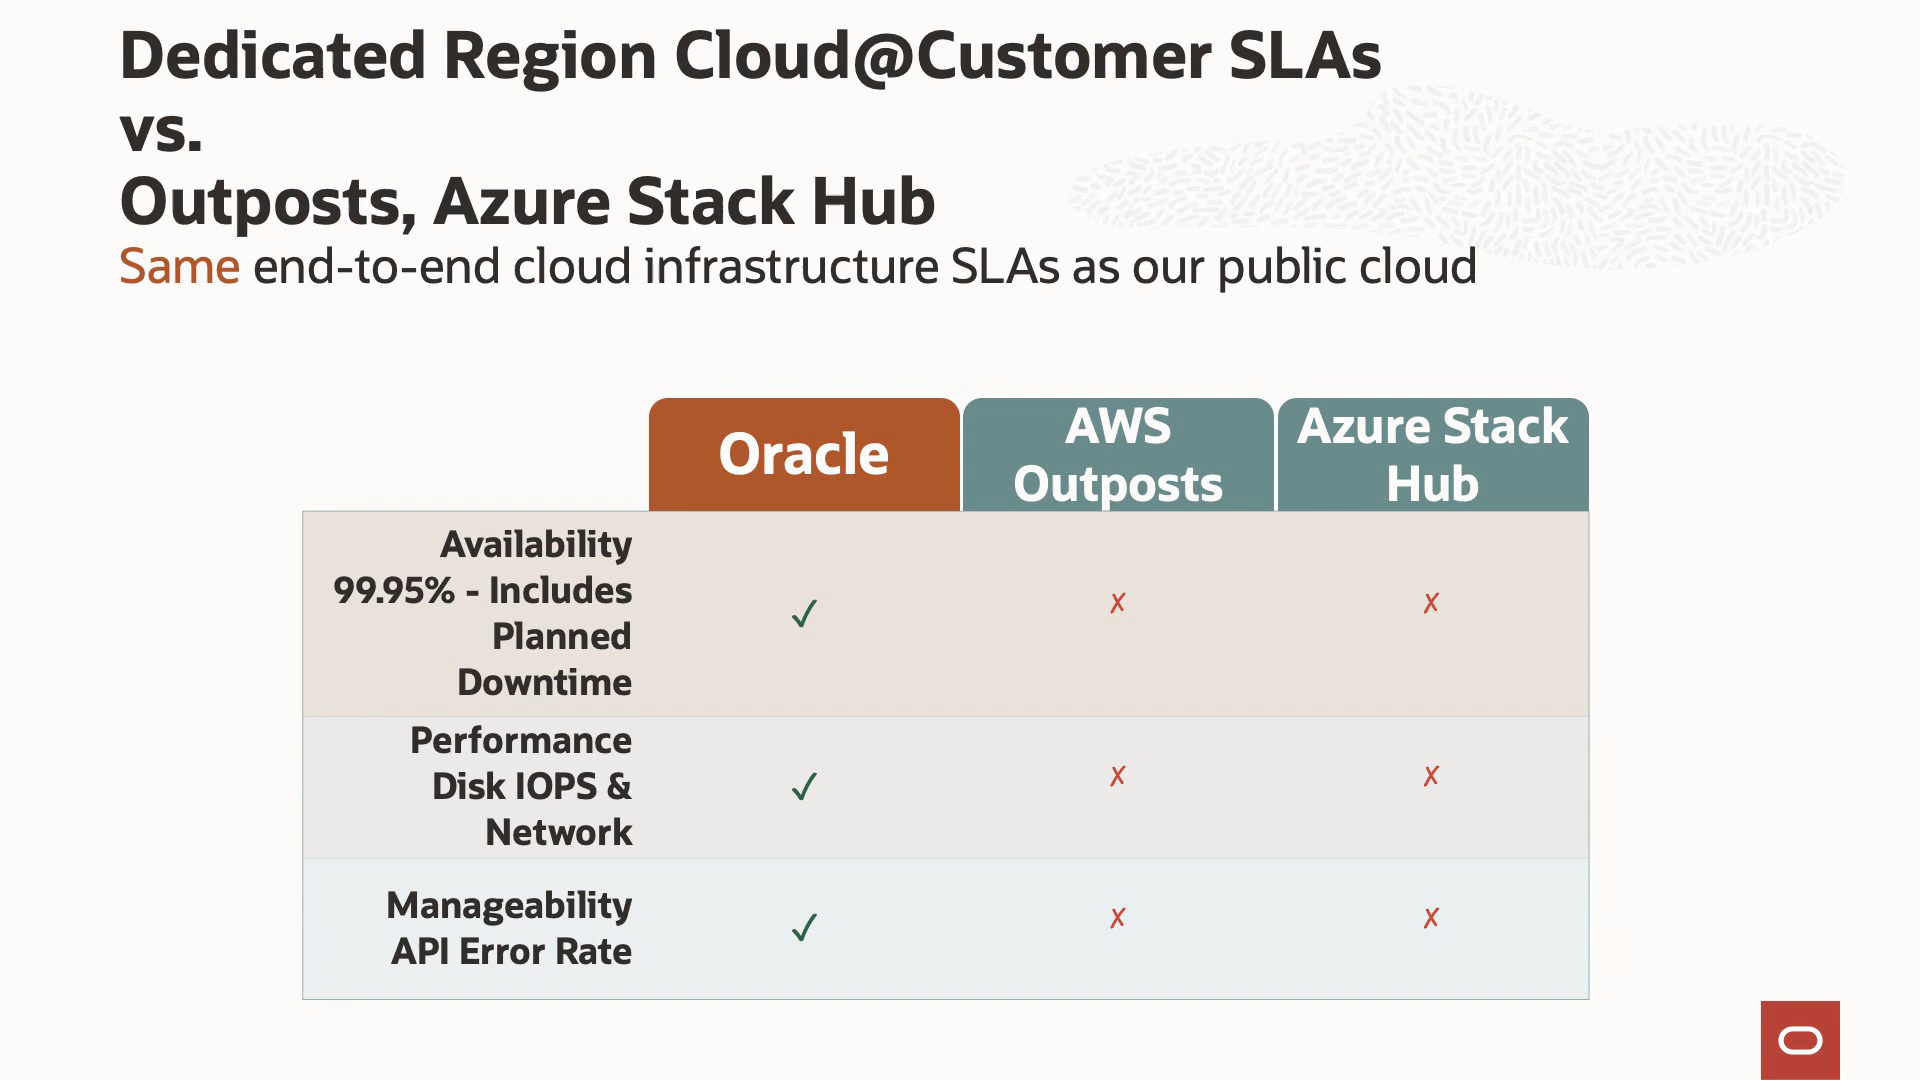 Dedicated Region Cloud@Customer SLAs
vs.
Outposts, Azure Stack Hub
Same end-to-end cloud infrastructure SLAs as our public cloud
Oracle
AWS
Outposts
Azure Stack
Hub
Availability
99.95% - Includes
Planned
Downtime
✓ ✗ ✗
Performance
Disk IOPS &
Network
✓ ✗ ✗
Manageability
API Error Rate
✓ ✗ ✗